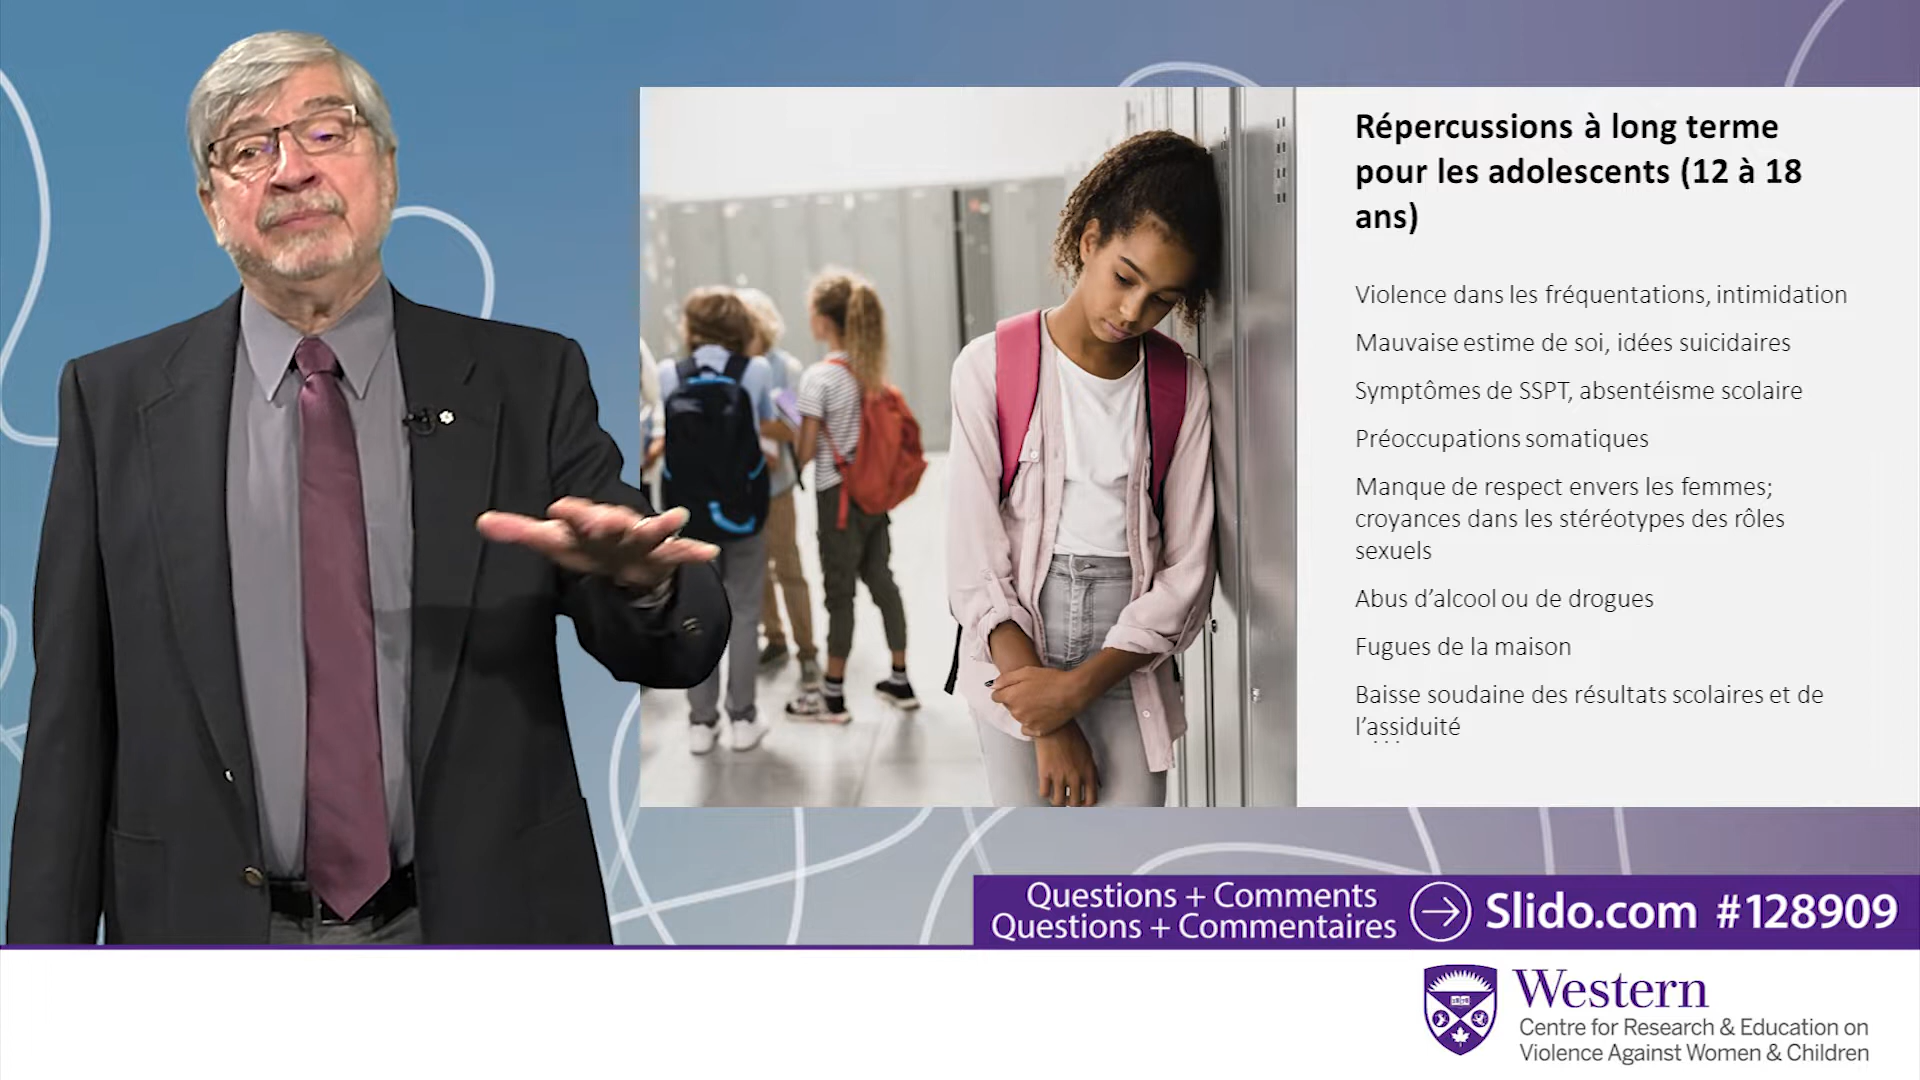 Répercussions à long terme
pour les adolescents (12 à 18
ans)
Violence dans les fréquentations, intimidation
Mauvaise estime de soi, idées suicidaires
Symptômes de SSPT, absentéisme scolaire
Préoccupations somatiques
Manque de respect envers les femmes;
croyances dans les stéréotypes des rôles
sexuels
Abus d’alcool ou de drogues
Fugues de la maison
Baisse soudaine des résultats scolaires et de
l’assiduité
Questions + Comments
Questions + Commentaires
Slido.com #128909
Western
Centre for Research & Education on
Violence Against Women & Children